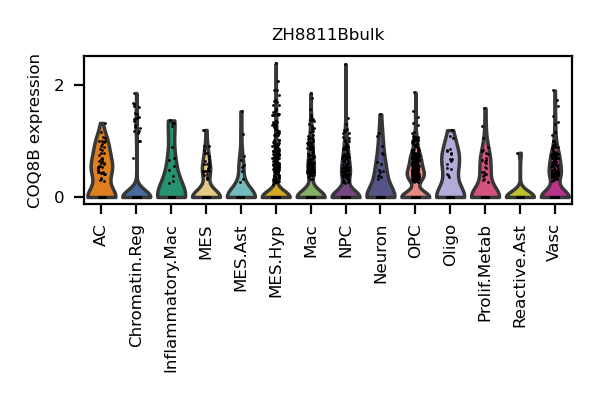 ZH8811Bbulk
COQ8B expression
2
0
AC
Chromatin.Reg
Inflammatory.Mac
MES
MES.Ast
MES.Hyp
Mac
NPC
Neuron
OPC
Oligo
Prolif.Metab
Reactive.Ast
Vasc